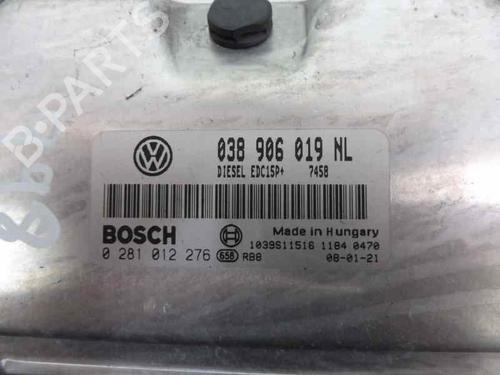 B-PARTS
038 906 019 NL
DIESEL EDC15P+ 7458
BOSCH
Made in Hungary
1039S11516 1184 0470
0 281 012 276 658 RB8 08-01-21